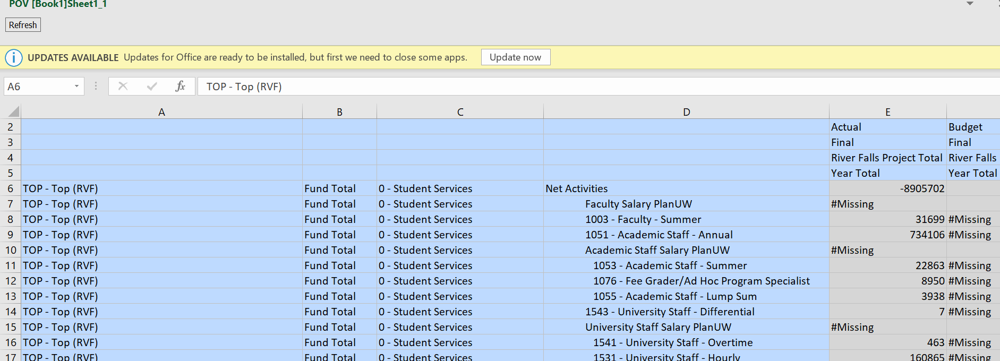 POV [Book1]Sheet1_1
Refresh
UPDATES AVAILABLE Updates for Office are ready to be installed, but first we need to close some apps. Update now
A6 fx TOP - Top (RVF)
A B C D E
2 Actual Budget
3 Final Final
4 River Falls Project Total River Falls
5 Year Total Year Total
6 TOP - Top (RVF) Fund Total 0 - Student Services Net Activities -8905702
7 TOP - Top (RVF) Fund Total 0 - Student Services Faculty Salary PlanUW #Missing
8 TOP - Top (RVF) Fund Total 0 - Student Services 1003 - Faculty - Summer 31699 #Missing
9 TOP - Top (RVF) Fund Total 0 - Student Services 1051 - Academic Staff - Annual 734106 #Missing
10 TOP - Top (RVF) Fund Total 0 - Student Services Academic Staff Salary PlanUW #Missing
11 TOP - Top (RVF) Fund Total 0 - Student Services 1053 - Academic Staff - Summer 22863 #Missing
12 TOP - Top (RVF) Fund Total 0 - Student Services 1076 - Fee Grader/Ad Hoc Program Specialist 8950 #Missing
13 TOP - Top (RVF) Fund Total 0 - Student Services 1055 - Academic Staff - Lump Sum 3938 #Missing
14 TOP - Top (RVF) Fund Total 0 - Student Services 1543 - University Staff - Differential 7 #Missing
15 TOP - Top (RVF) Fund Total 0 - Student Services University Staff Salary PlanUW #Missing
16 TOP - Top (RVF) Fund Total 0 - Student Services 1541 - University Staff - Overtime 463 #Missing
17 TOP - Top (RVF) Fund Total 0 - Student Services 1531 - University Staff - Hourly 160865 #Missing